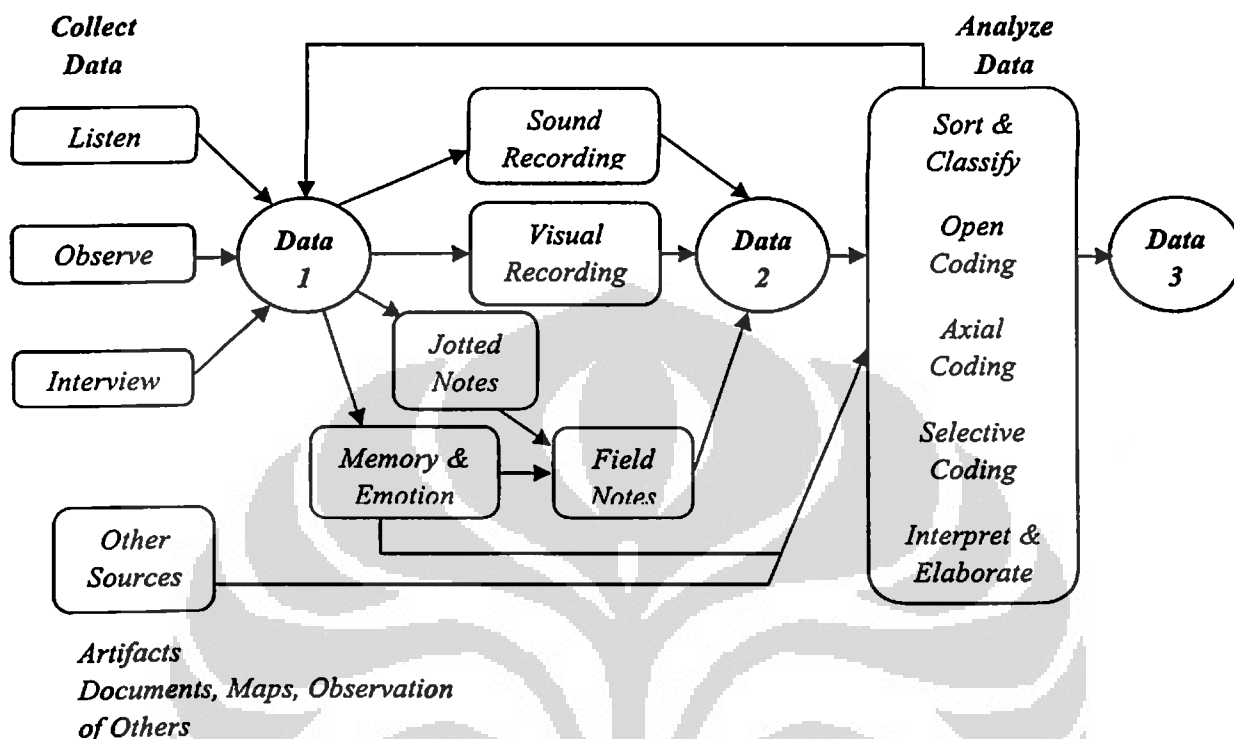 Collect
Data
Analyze
Data
Listen
Observe
Interview
Data
1
Sound
Recording
Visual
Recording
Jotted
Notes
Memory &
Emotion
Field
Notes
Data
2
Sort &
Classify
Open
Coding
Axial
Coding
Selective
Coding
Interpret &
Elaborate
Data
3
Other
Sources
Artifacts
Documents, Maps, Observation
of Others